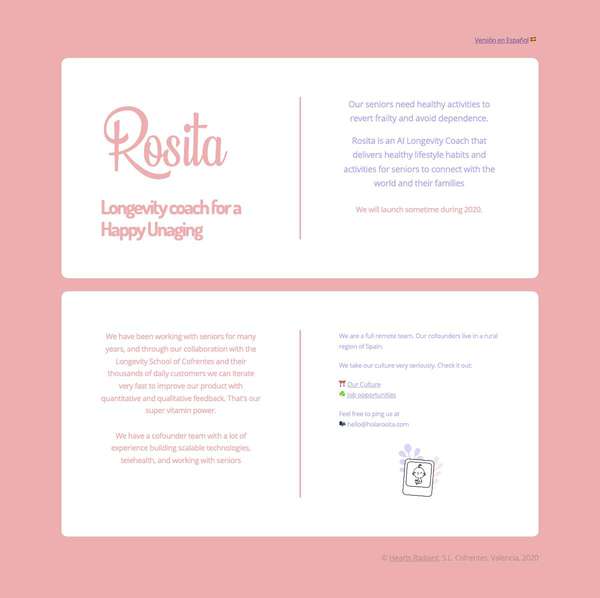 Versión en Español
Rosita
Longevity coach for a
Happy Unaging
Our seniors need healthy activities to
revert frailty and avoid dependence.
Rosita is an AI Longevity Coach that
delivers healthy lifestyle habits and
activities for seniors to connect with the
world and their families
We will launch sometime during 2020.
We have been working with seniors for many
years, and through our collaboration with the
Longevity School of Cofrentes and their
thousands of daily customers we can iterate
very fast to improve our product with
quantitative and qualitative feedback. That's our
super vitamin power.
We have a cofounder team with a lot of
experience building scalable technologies,
telehealth, and working with seniors
We are a full remote team. Our cofounders live in a rural
region of Spain.
We take our culture very seriously. Check it out:
Our Culture
Job opportunities
Feel free to ping us at
hello@holarosita.com
© Hearts Radiant, S.L. Cofrentes, Valencia, 2020